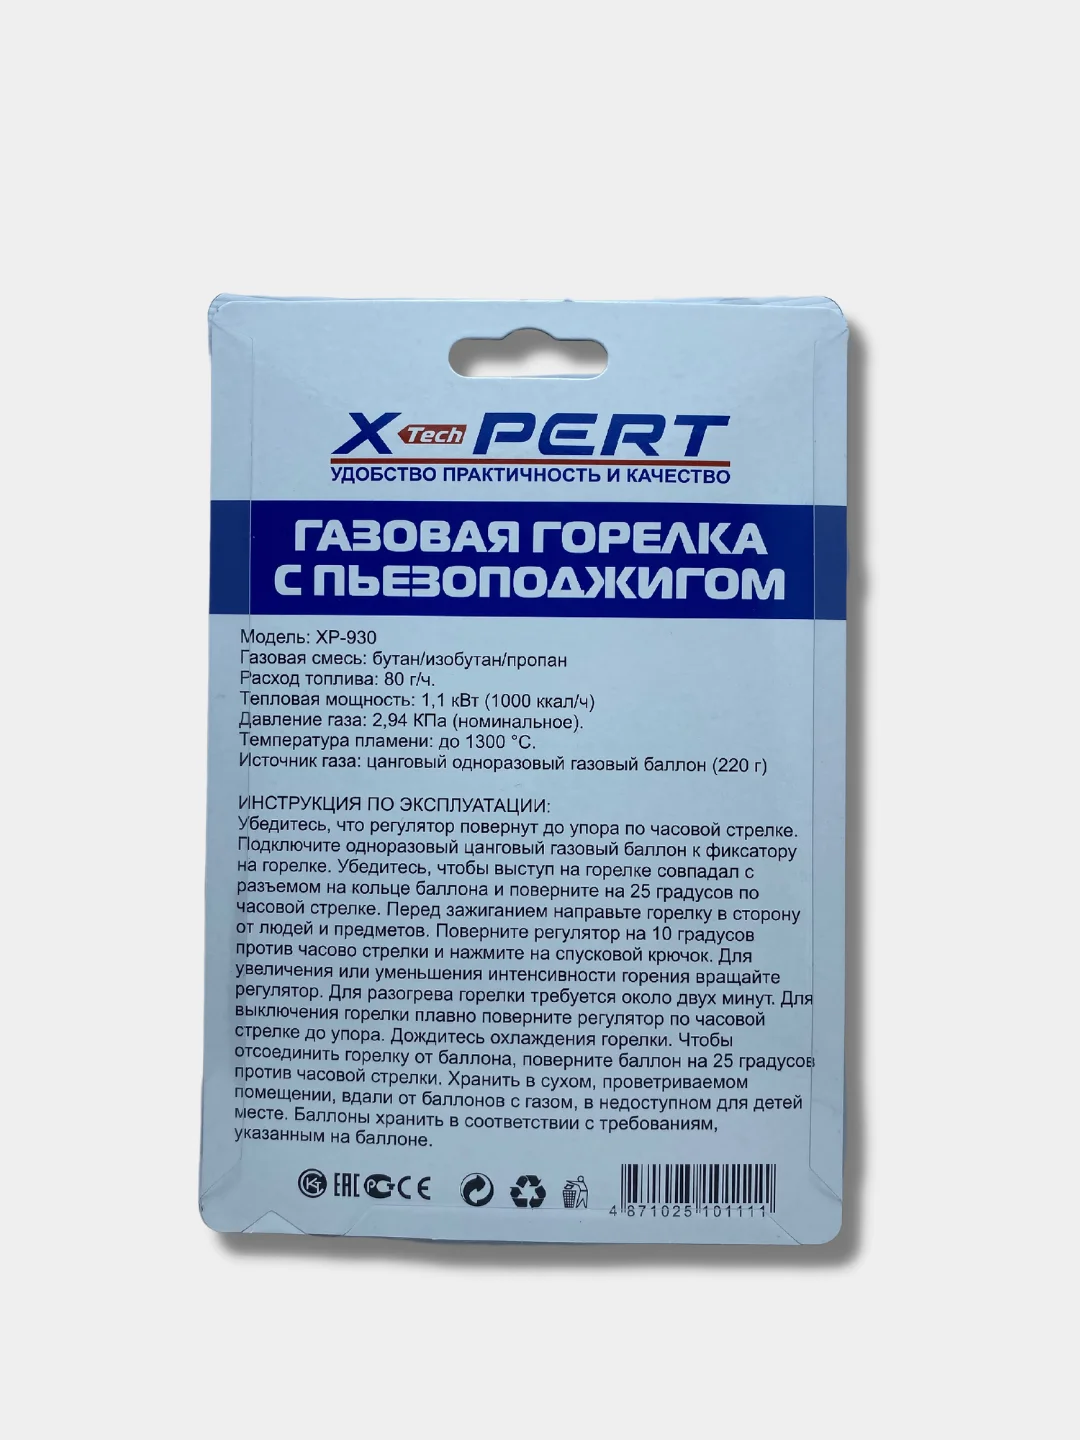 X Tech PERT
УДОБСТВО ПРАКТИЧНОСТЬ И КАЧЕСТВО
ГАЗОВАЯ ГОРЕЛКА
С ПЬЕЗОПОДЖИГОМ
Модель: XP-930
Газовая смесь: бутан/изобутан/пропан
Расход топлива: 80 г/ч.
Тепловая мощность: 1,1 кВт (1000 ккал/ч)
Давление газа: 2,94 КПа (номинальное).
Температура пламени: до 1300 °С.
Источник газа: цанговый одноразовый газовый баллон (220 г)
ИНСТРУКЦИЯ ПО ЭКСПЛУАТАЦИИ:
Убедитесь, что регулятор повернут до упора по часовой стрелке.
Подключите одноразовый цанговый газовый баллон к фиксатору
на горелке. Убедитесь, чтобы выступ на горелке совпадал с
разъемом на кольце баллона и поверните на 25 градусов по
часовой стрелке. Перед зажиганием направьте горелку в сторону
от людей и предметов. Поверните регулятор на 10 градусов
против часово стрелки и нажмите на спусковой крючок. Для
увеличения или уменьшения интенсивности горения вращайте
регулятор. Для разогрева горелки требуется около двух минут. Для
выключения горелки плавно поверните регулятор по часовой
стрелке до упора. Дождитесь охлаждения горелки. Чтобы
отсоединить горелку от баллона, поверните баллон на 25 градусов
против часовой стрелки. Хранить в сухом, проветриваемом
помещении, вдали от баллонов с газом, в недоступном для детей
месте. Баллоны хранить в соответствии с требованиям,
указанным на баллоне.
КТ ЕАС РСТ CE
4 871025 101111